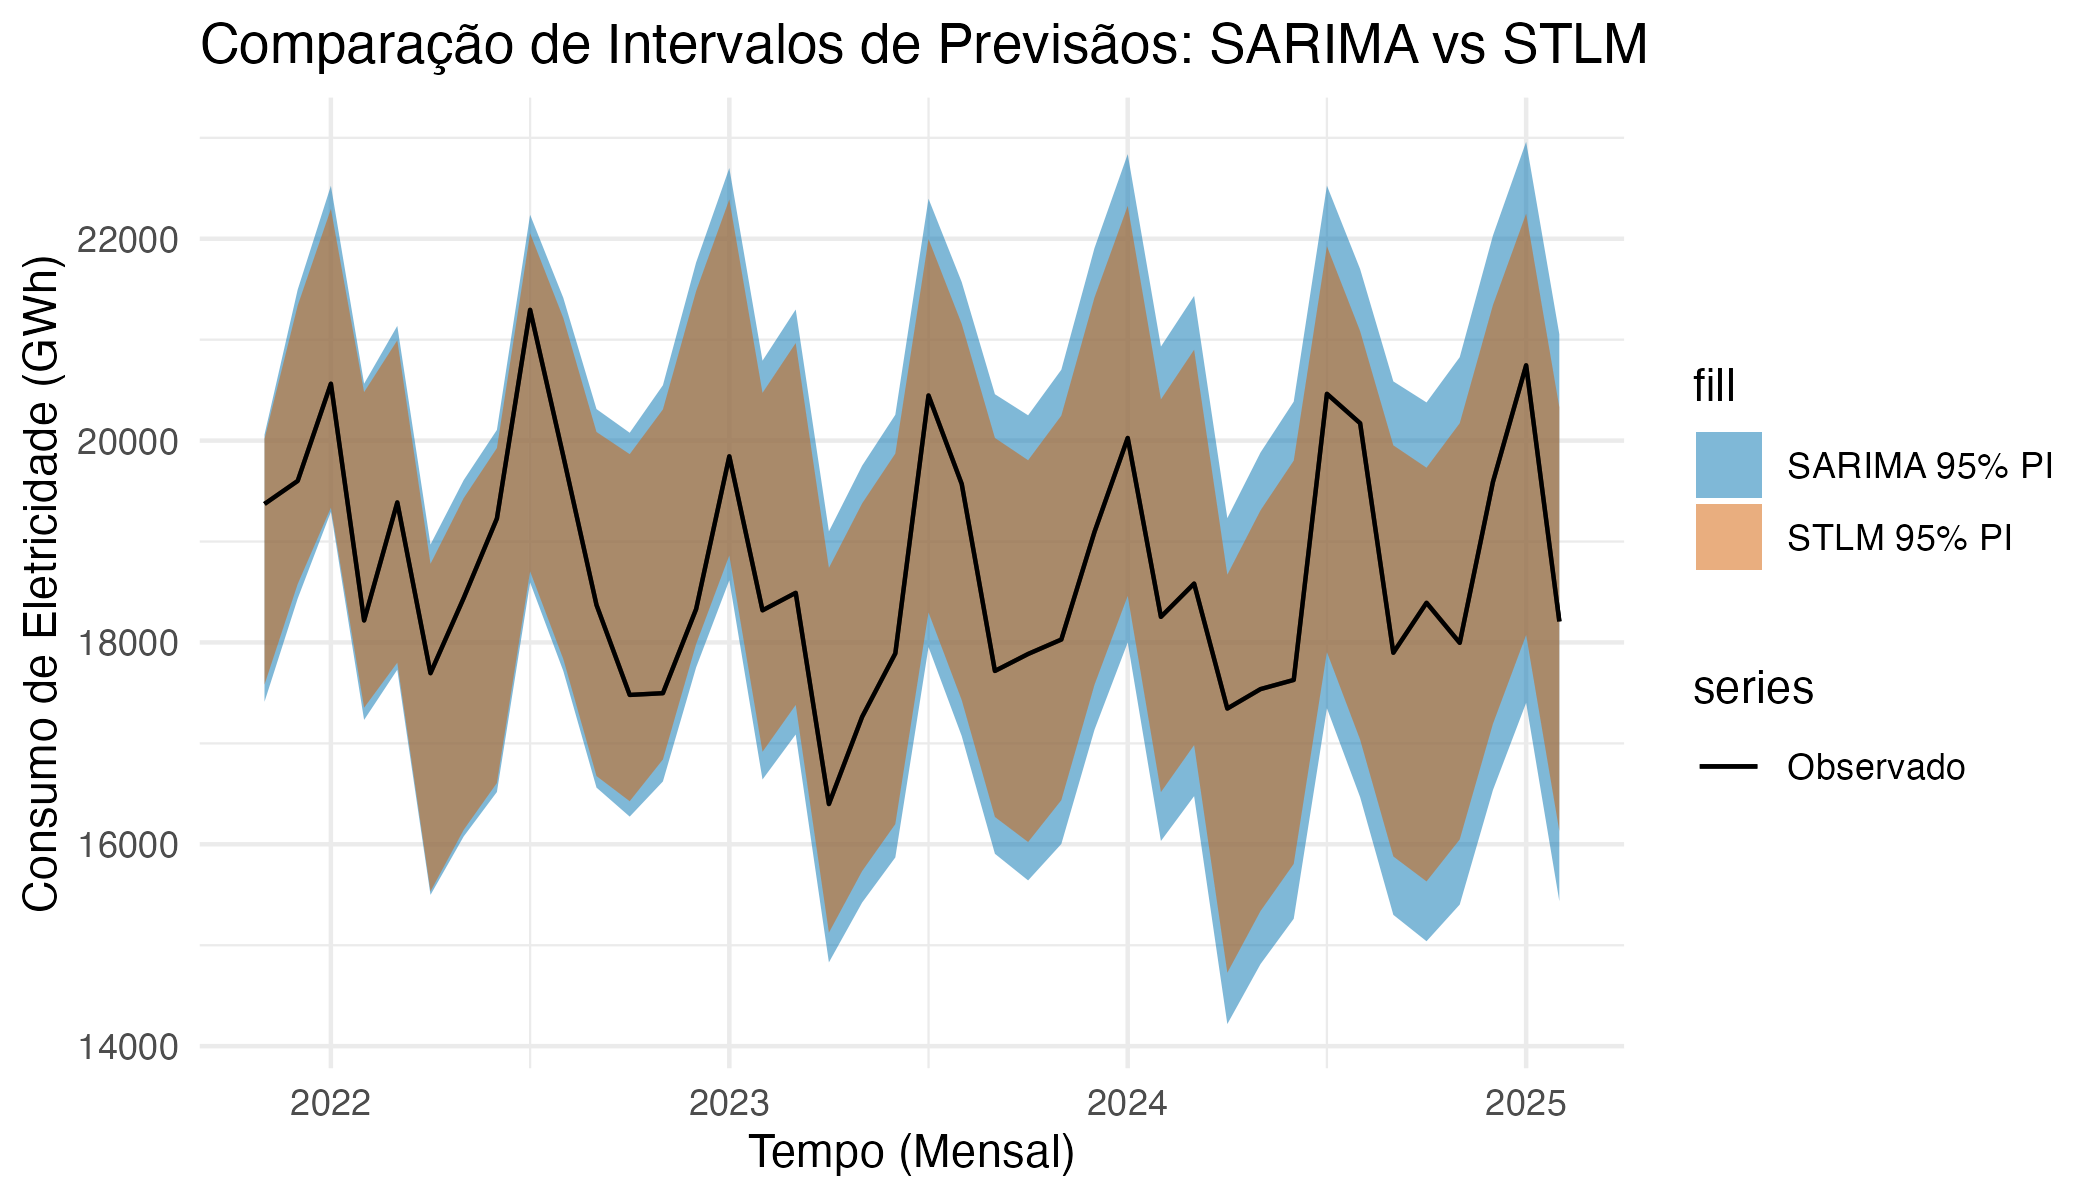 Comparação de Intervalos de Previsãos: SARIMA vs STLM
Consumo de Eletricidade (GWh)
22000
20000
18000
16000
14000
2022
2023
2024
2025
Tempo (Mensal)
fill
SARIMA 95% PI
STLM 95% PI
series
Observado